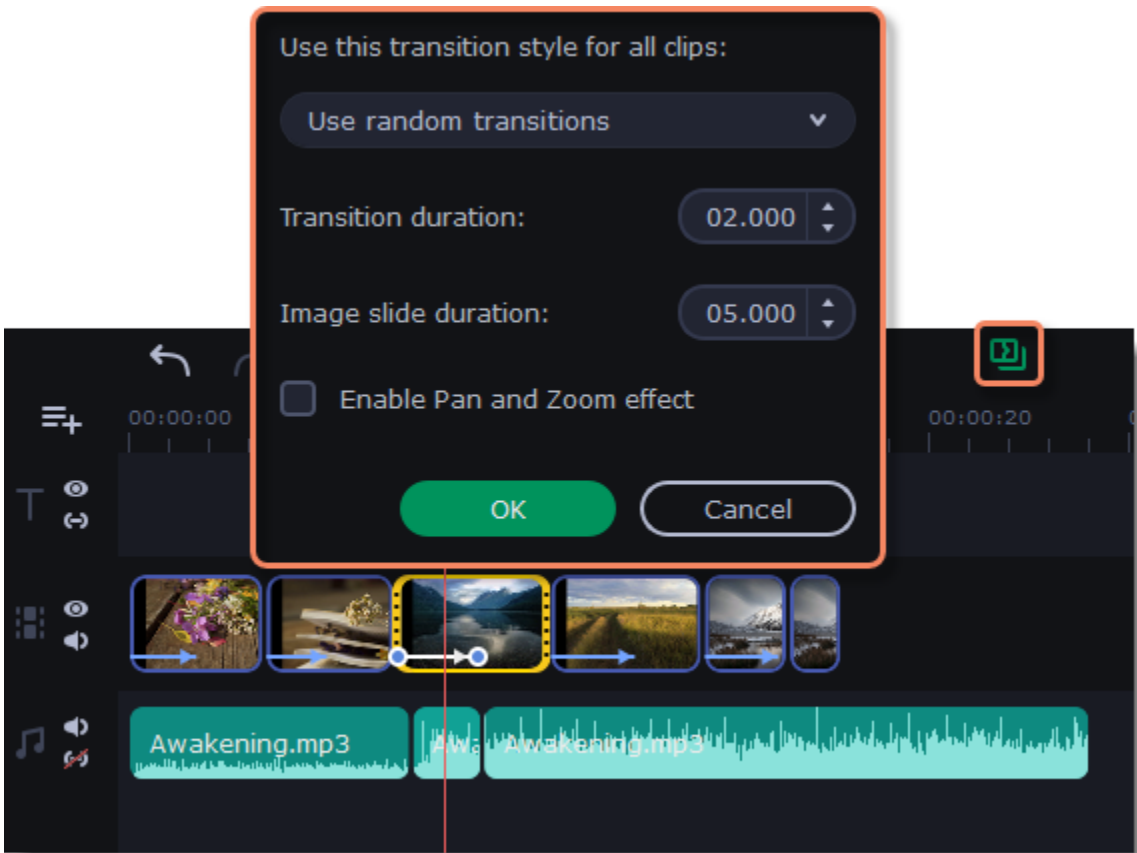 Use this transition style for all clips:
Use random transitions
Transition duration:
02.000
Image slide duration:
05.000
Enable Pan and Zoom effect
OK
Cancel
00:00:00
00:00:20
Awakening.mp3
Awa
Awakening.mp3